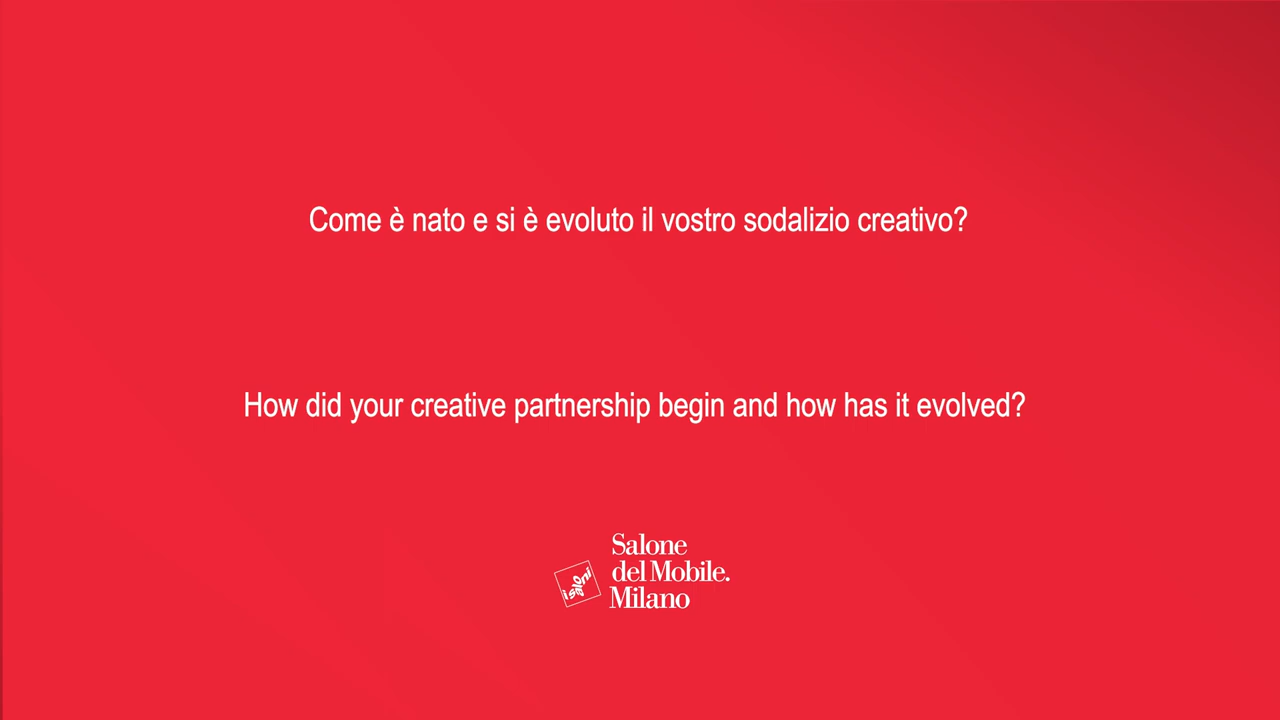 Come è nato e si è evoluto il vostro sodalizio creativo?
How did your creative partnership begin and how has it evolved?
i saloni
Salone
del Mobile.
Milano